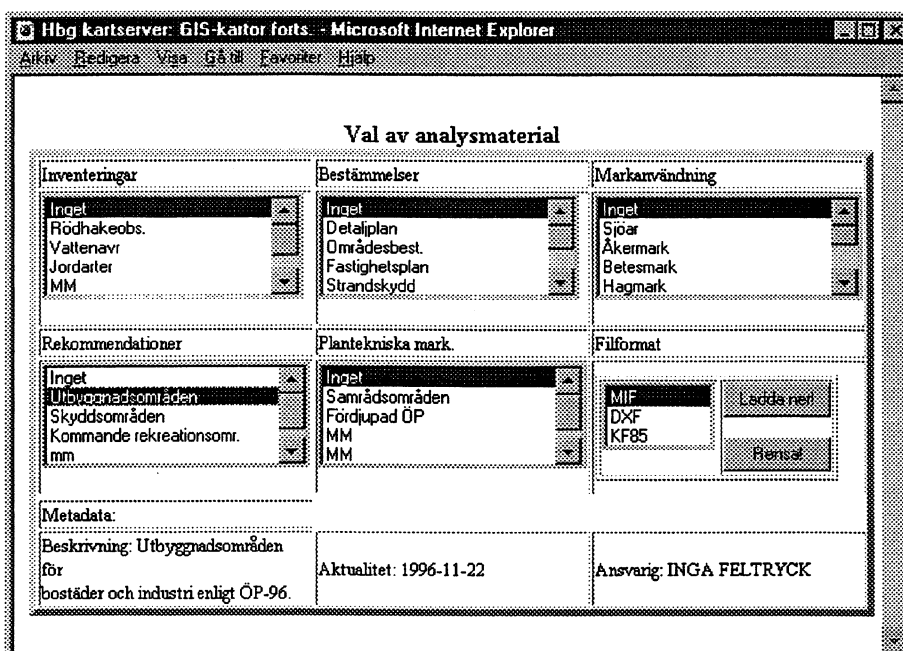 Hbg kartserver: GIS-kartor forts. - Microsoft Internet Explorer
Arkiv Redigera Visa Gå till Favoriter Hjälp
Val av analysmaterial
Inventeringar
Inget
Rödhakeobs.
Vattenavr
Jordarter
MM
Bestämmelser
Inget
Detaljplan
Områdesbest.
Fastighetsplan
Strandskydd
Markanvändning
Inget
Sjöar
Åkermark
Betesmark
Hagmark
Rekommendationer
Inget
Utbyggnadsområden
Skyddsområden
Kommande rekreationsomr.
mm
Plantekniska mark.
Inget
Samrådsområden
Fördjupad ÖP
MM
MM
Filformat
MIF
DXF
KF85
Ladda ner!
Rensa!
Metadata:
Beskrivning: Utbyggnadsområden
för
bostäder och industri enligt ÖP-96.
Aktualitet: 1996-11-22
Ansvarig: INGA FELTRYCK